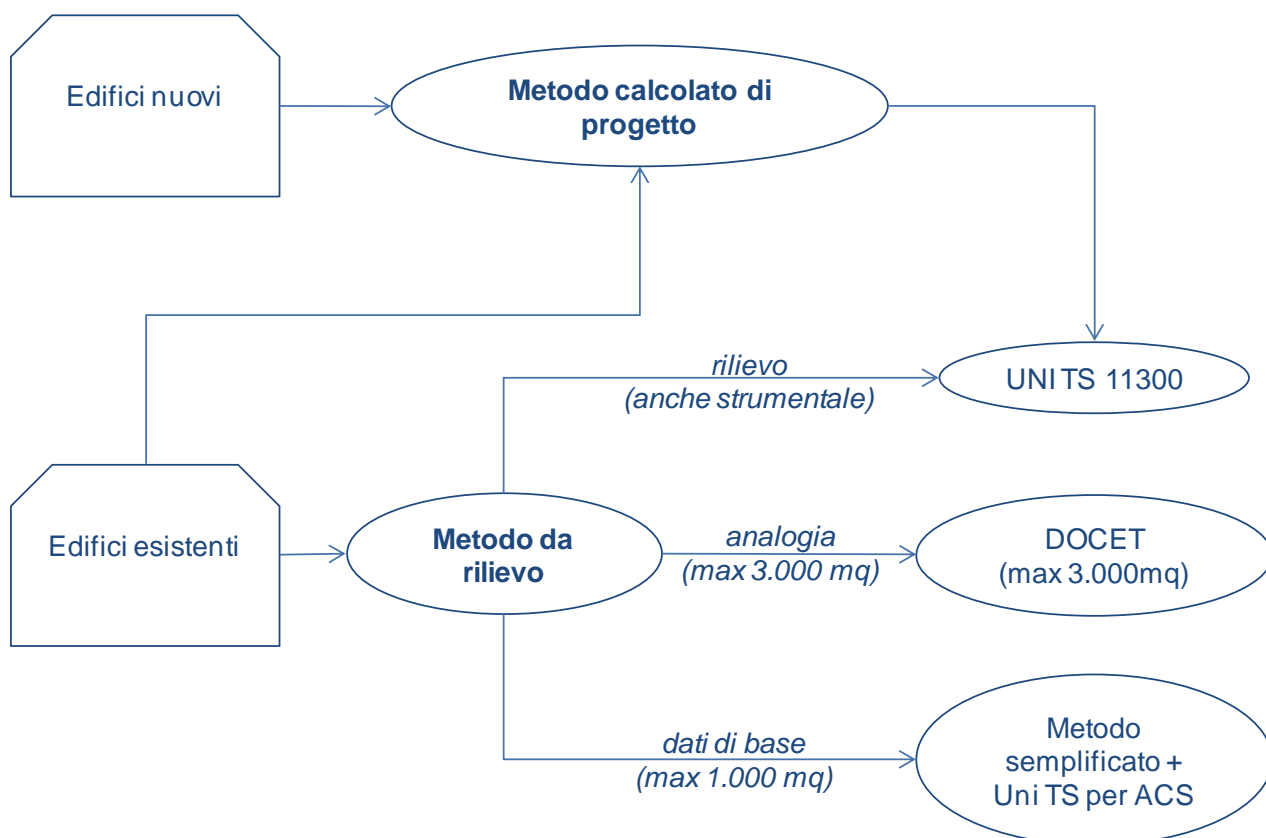 Edifici nuovi
Metodo calcolato di
progetto
rilievo
(anche strumentale)
UNI TS 11300
Edifici esistenti
Metodo da
rilievo
analogia
(max 3.000 mq)
DOCET
(max 3.000mq)
dati di base
(max 1.000 mq)
Metodo
semplificato +
Uni TS per ACS